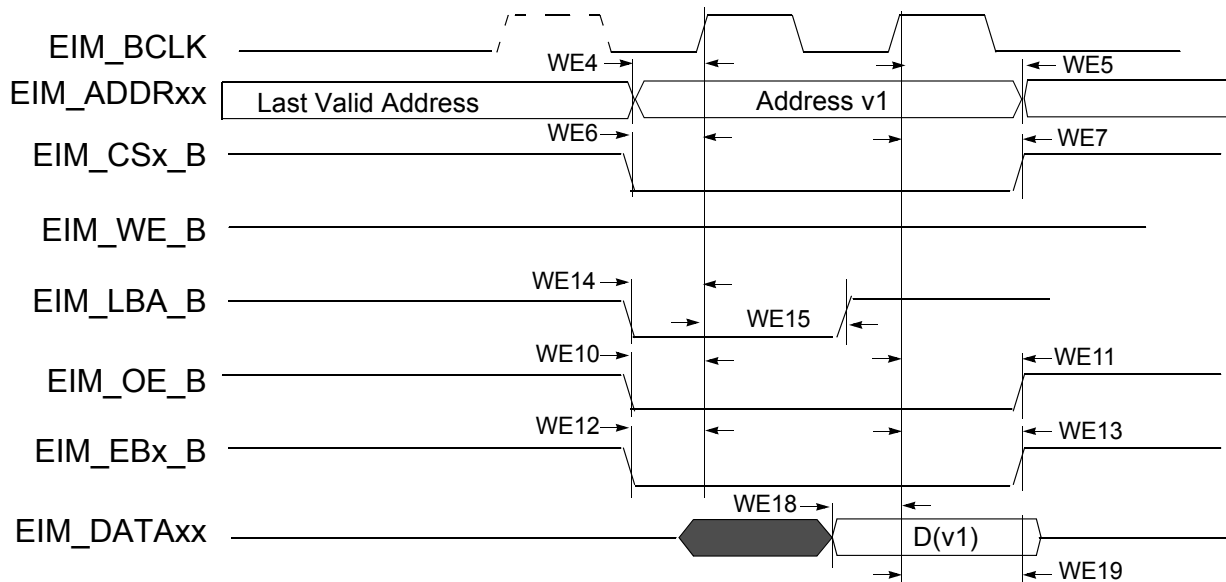 EIM_BCLK
WE4
WE5
EIM_ADDRxx
Last Valid Address
Address v1
WE6
WE7
EIM_CSx_B
EIM_WE_B
WE14
EIM_LBA_B
WE15
WE10
WE11
EIM_OE_B
WE12
WE13
EIM_EBx_B
WE18
EIM_DATAxx
D(v1)
WE19